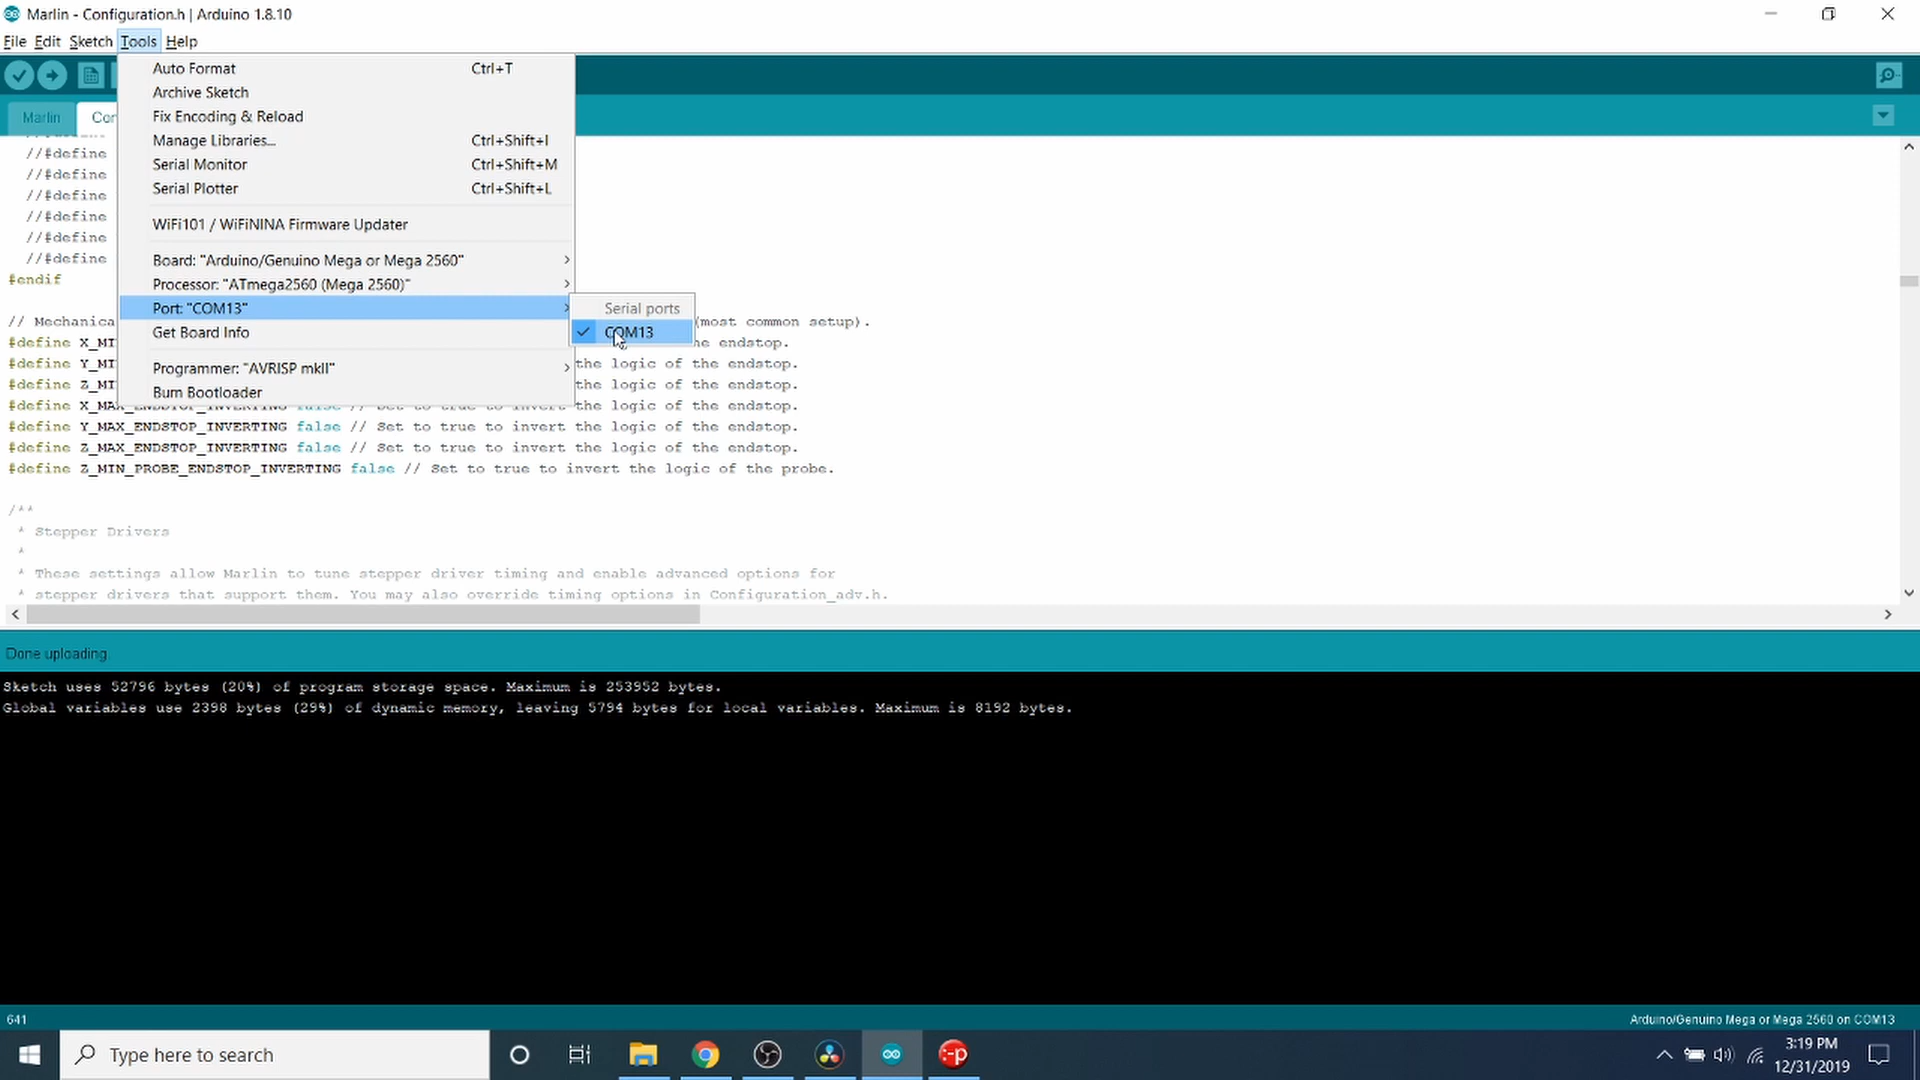 Marlin - Configuration.h | Arduino 1.8.10
File Edit Sketch Tools Help
Auto Format Ctrl+T
Archive Sketch
Fix Encoding & Reload
Manage Libraries... Ctrl+Shift+I
Serial Monitor Ctrl+Shift+M
Serial Plotter Ctrl+Shift+L
WiFi101 / WiFiNINA Firmware Updater
Board: "Arduino/Genuino Mega or Mega 2560"
Processor: "ATmega2560 (Mega 2560)"
Port: "COM13"
Get Board Info
Programmer: "AVRISP mkII"
Burn Bootloader
Serial ports
COM13
Marlin Con
//#define
//#define
//#define
//#define
//#define
//#define
#endif
// Mechanica (most common setup).
#define X_MI he endstop.
#define Y_MI the logic of the endstop.
#define Z_MI the logic of the endstop.
#define X_MAX_ENDSTOP_INVERTING false // Set to true to invert the logic of the endstop.
#define Y_MAX_ENDSTOP_INVERTING false // Set to true to invert the logic of the endstop.
#define Z_MAX_ENDSTOP_INVERTING false // Set to true to invert the logic of the endstop.
#define Z_MIN_PROBE_ENDSTOP_INVERTING false // Set to true to invert the logic of the probe.
/**
* Stepper Drivers
*
* These settings allow Marlin to tune stepper driver timing and enable advanced options for
* stepper drivers that support them. You may also override timing options in Configuration_adv.h.
Done uploading.
Sketch uses 52796 bytes (20%) of program storage space. Maximum is 253952 bytes.
Global variables use 2398 bytes (29%) of dynamic memory, leaving 5794 bytes for local variables. Maximum is 8192 bytes.
641
Arduino/Genuino Mega or Mega 2560 on COM13
Type here to search
:-p
3:19 PM
12/31/2019